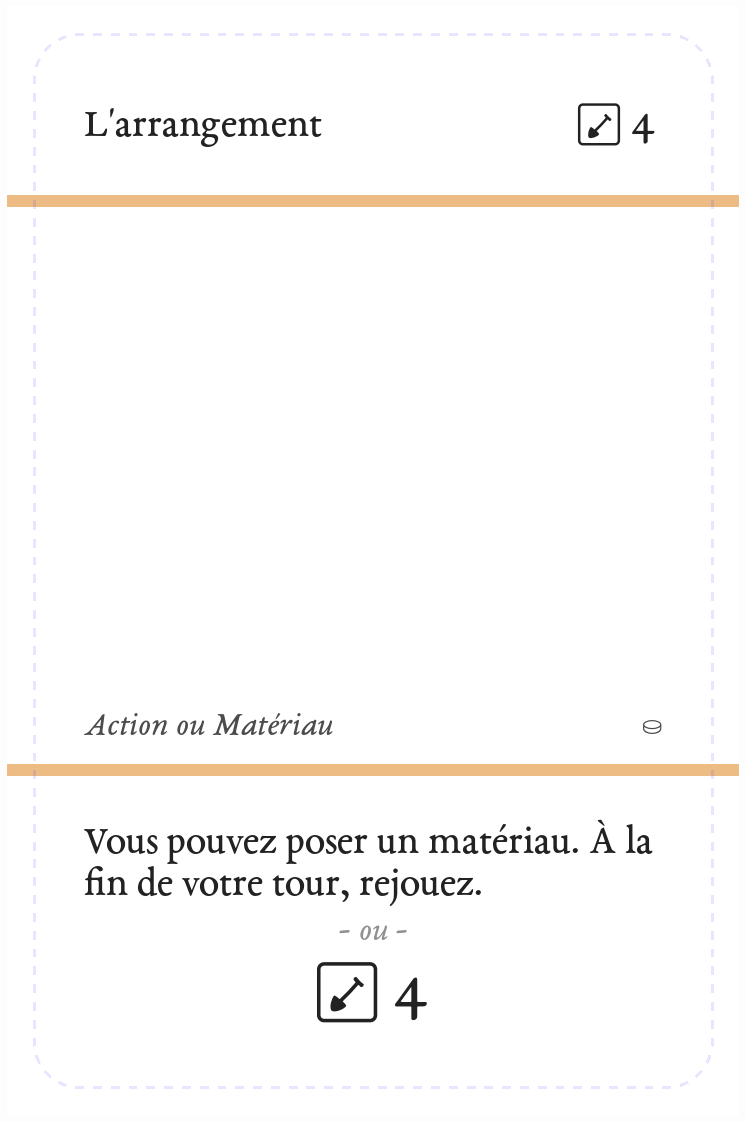 L'arrangement
4
Action ou Matériau
Vous pouvez poser un matériau. À la
fin de votre tour, rejouez.
- ou -
4